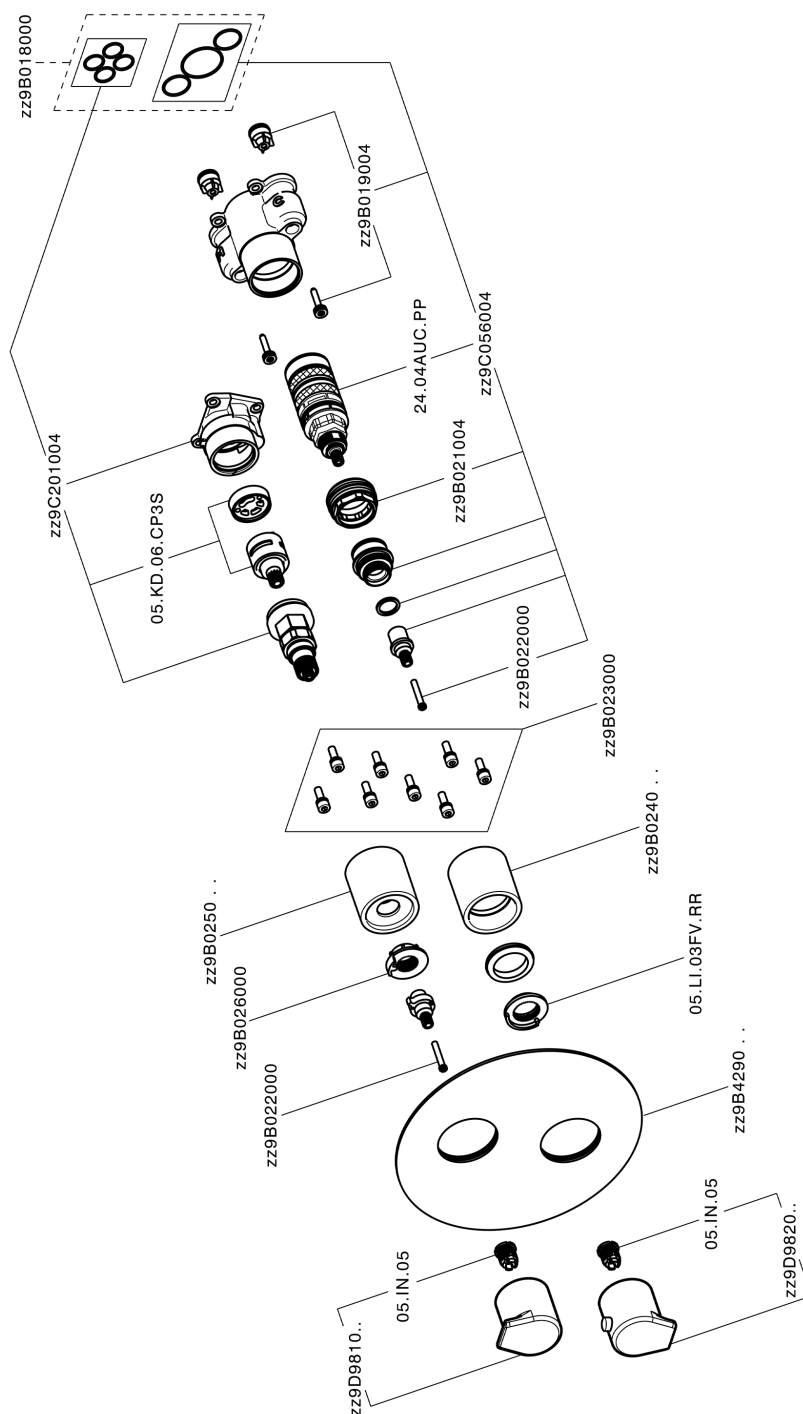 zz9B018000
zz9B019004
24.04AUC.PP
zz9C056004
zz9C201004
05.KD.06.CP3S
zz9B021004
zz9B022000
zz9B023000
zz9B0240 . .
zz9B0250 . .
05.LI.03FV.RR
zz9B026000
zz9B022000
zz9B4290 . .
05.IN.05
zz9D9820..
05.IN.05
zz9D9810..